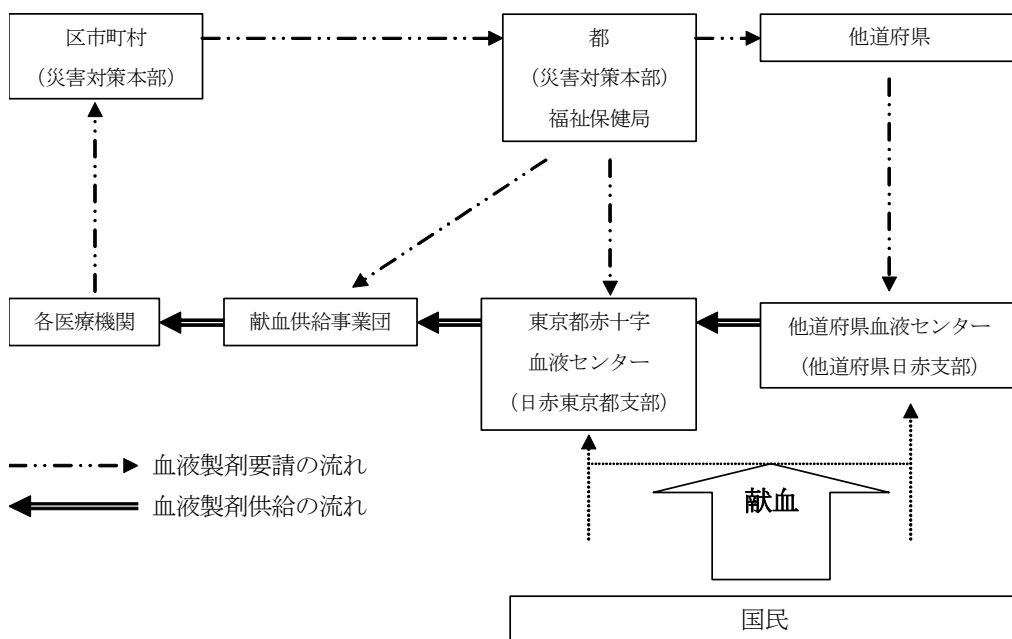 区市町村
（災害対策本部）
都
（災害対策本部）
福祉保健局
他道府県
各医療機関
献血供給事業団
東京都赤十字
血液センター
（日赤東京都支部）
他道府県血液センター
（他道府県日赤支部）
血液製剤要請の流れ
血液製剤供給の流れ
献血
国民